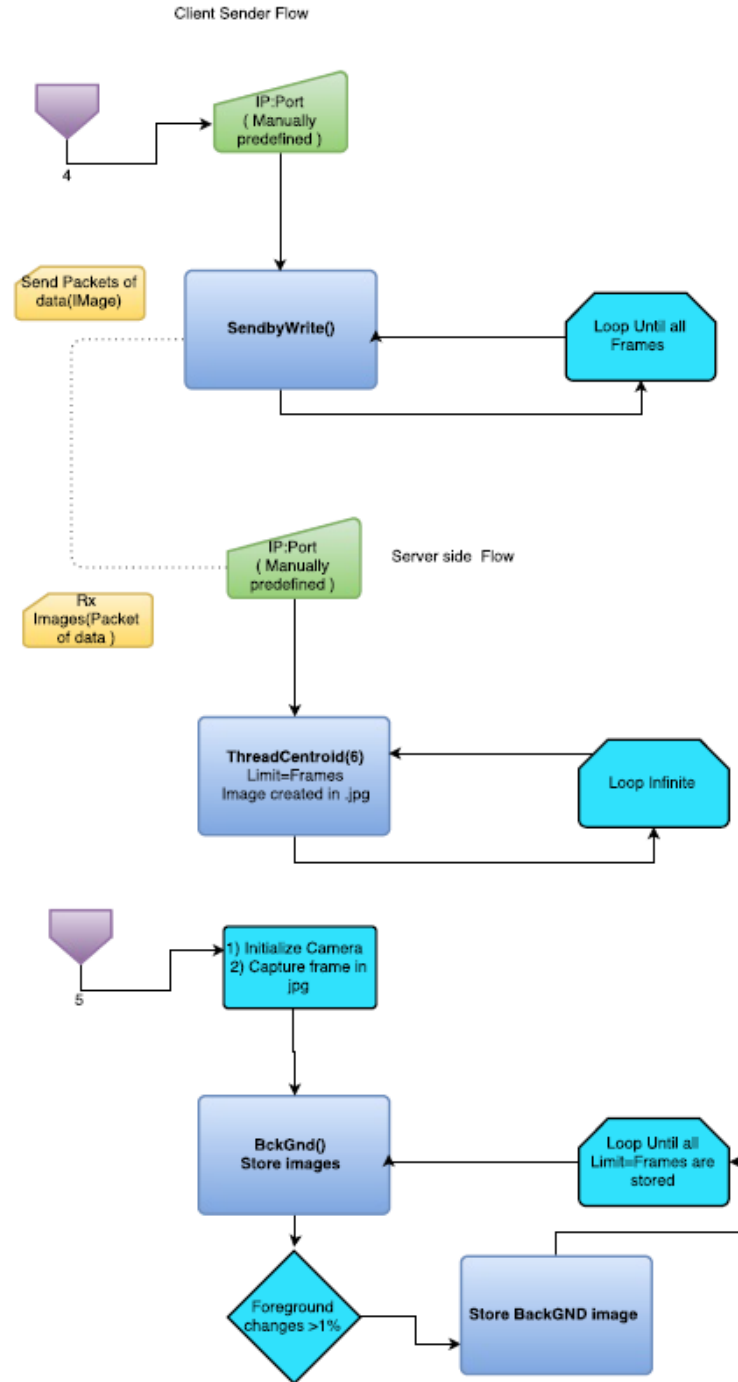 Client Sender Flow
IP:Port
( Manually
predefined )
4
Send Packets of
data(IMage)
SendbyWrite()
Loop Until all
Frames
IP:Port
( Manually
predefined )
Server side  Flow
Rx
Images(Packet
of data )
ThreadCentroid(6)
Limit=Frames
Image created in .jpg
Loop Infinite
1) Initialize Camera
2) Capture frame in
jpg
5
BckGnd()
Store images
Loop Until all
Limit=Frames are
stored
Foreground
changes >1%
Store BackGND image